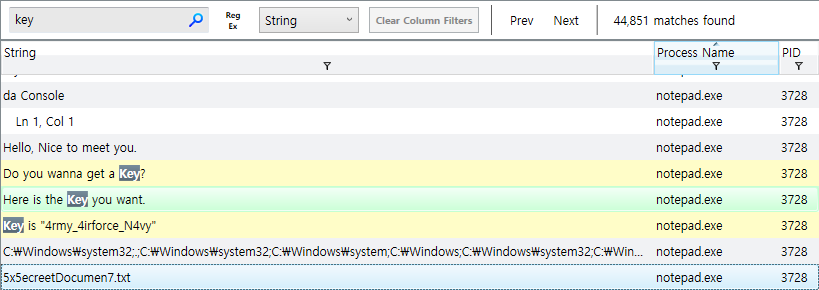 key
Reg
Ex
String
Clear Column Filters
Prev
Next
44,851 matches found
String
Process Name
PID
da Console
notepad.exe
3728
Ln 1, Col 1
notepad.exe
3728
Hello, Nice to meet you.
notepad.exe
3728
Do you wanna get a Key?
notepad.exe
3728
Here is the Key you want.
notepad.exe
3728
Key is "4rmy_4irforce_N4vy"
notepad.exe
3728
C:₩Windows₩system32;.;C:₩Windows₩system32;C:₩Windows₩system;C:₩Windows;C:₩Windows₩system32;C:₩Win...
notepad.exe
3728
5x5ecreetDocumen7.txt
notepad.exe
3728